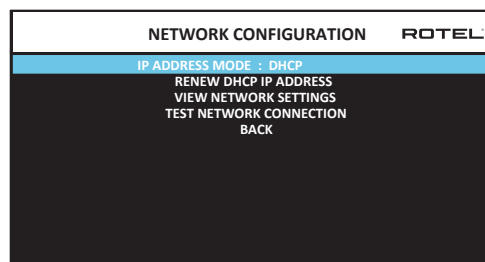 NETWORK CONFIGURATION ROTEL
IP ADDRESS MODE : DHCP
RENEW DHCP IP ADDRESS
VIEW NETWORK SETTINGS
TEST NETWORK CONNECTION
BACK